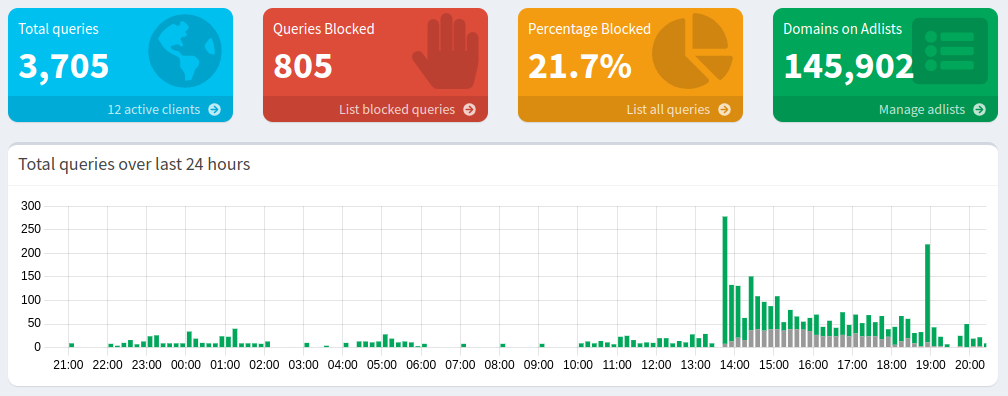 Total queries
3,705
12 active clients
Queries Blocked
805
List blocked queries
Percentage Blocked
21.7%
List all queries
Domains on Adlists
145,902
Manage adlists
Total queries over last 24 hours
300
250
200
150
100
50
0
21:00 22:00 23:00 00:00 01:00 02:00 03:00 04:00 05:00 06:00 07:00 08:00 09:00 10:00 11:00 12:00 13:00 14:00 15:00 16:00 17:00 18:00 19:00 20:00